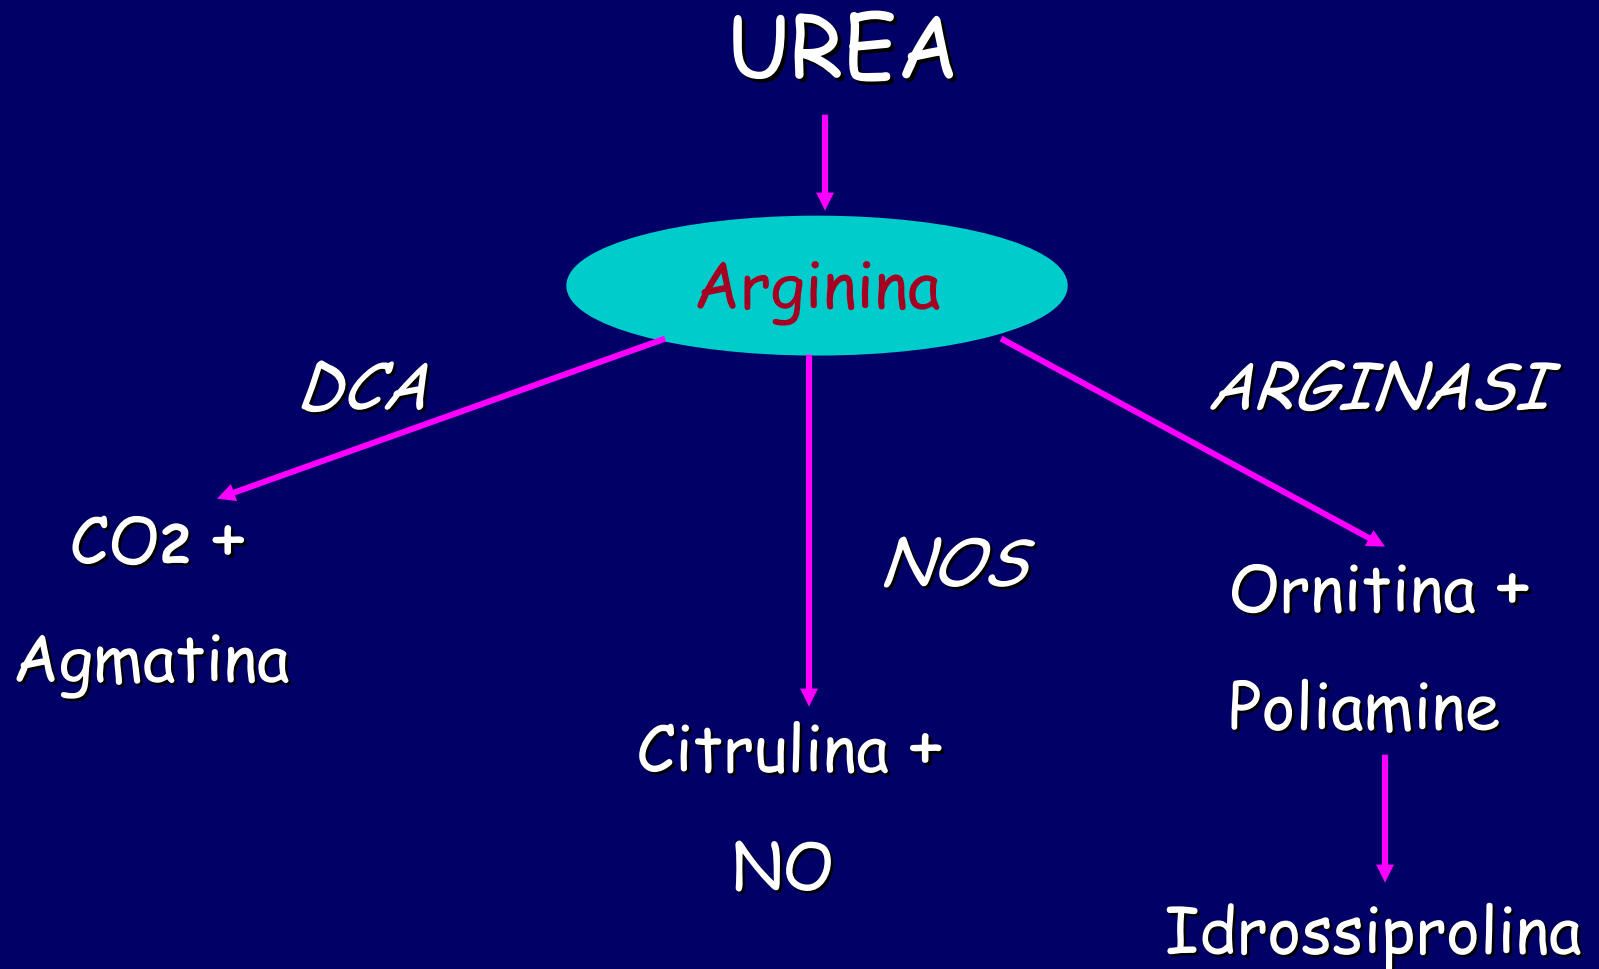 UREA
Arginina
DCA
ARGINASI
CO2 +
Agmatina
NOS
Ornitina +
Poliamine
Citrulina +
NO
Idrossiprolina